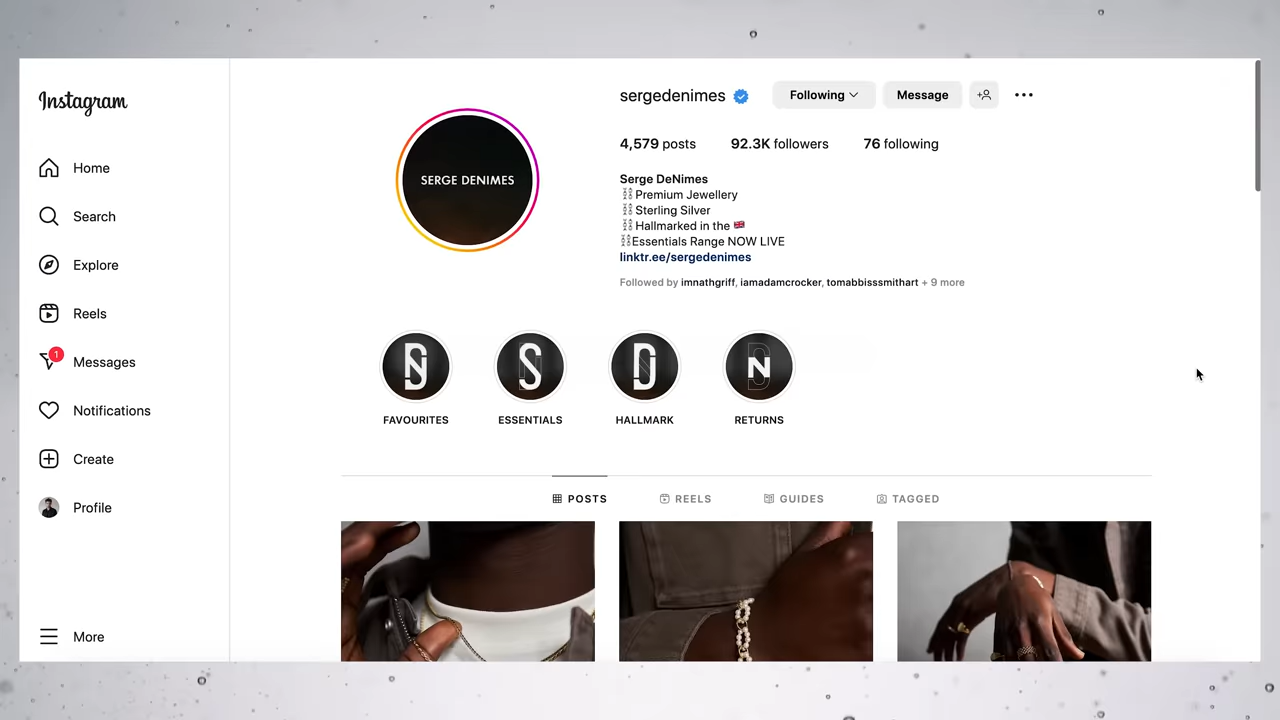 Instagram
Home
Search
Explore
Reels
1
Messages
Notifications
Create
Profile
More
SERGE DENIMES
sergedenimes Following Message
4,579 posts 92.3K followers 76 following
Serge DeNimes
⛓Premium Jewellery
⛓Sterling Silver
⛓Hallmarked in the 🇬🇧
⛓Essentials Range NOW LIVE
linktr.ee/sergedenimes
Followed by imnathgriff, iamadamcrocker, tomabbisssmithart + 9 more
FAVOURITES ESSENTIALS HALLMARK RETURNS
POSTS REELS GUIDES TAGGED